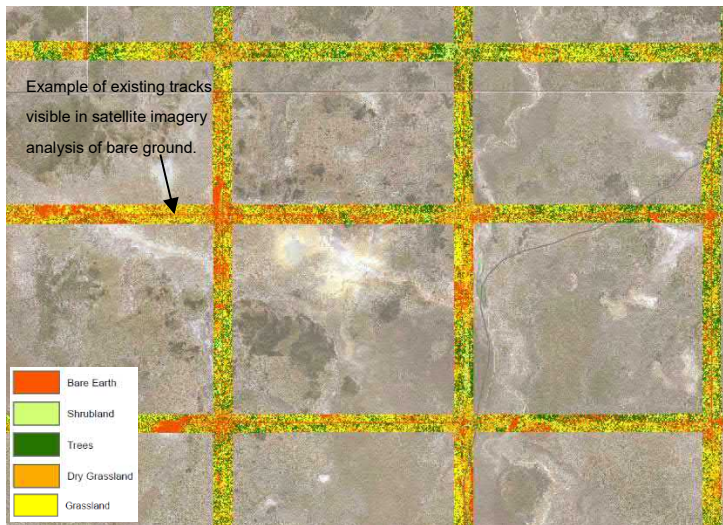 Example of existing tracks
visible in satellite imagery
analysis of bare ground.
Bare Earth
Shrubland
Trees
Dry Grassland
Grassland